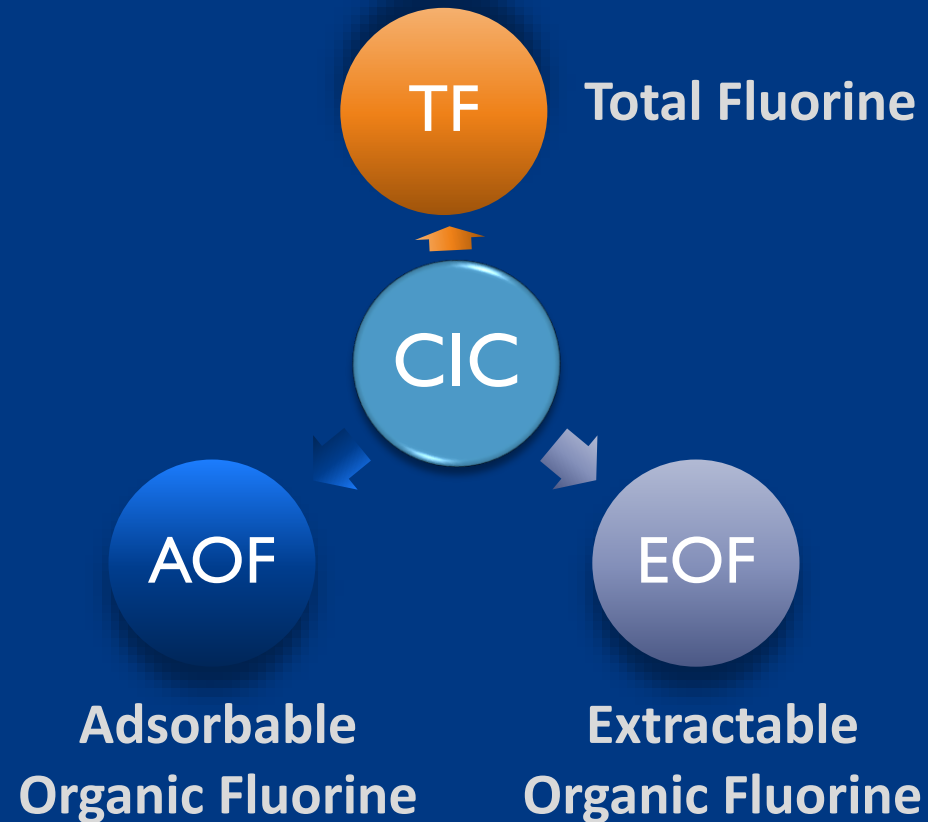 TF
Total Fluorine
CIC
AOF
EOF
Adsorbable
Organic Fluorine
Extractable
Organic Fluorine